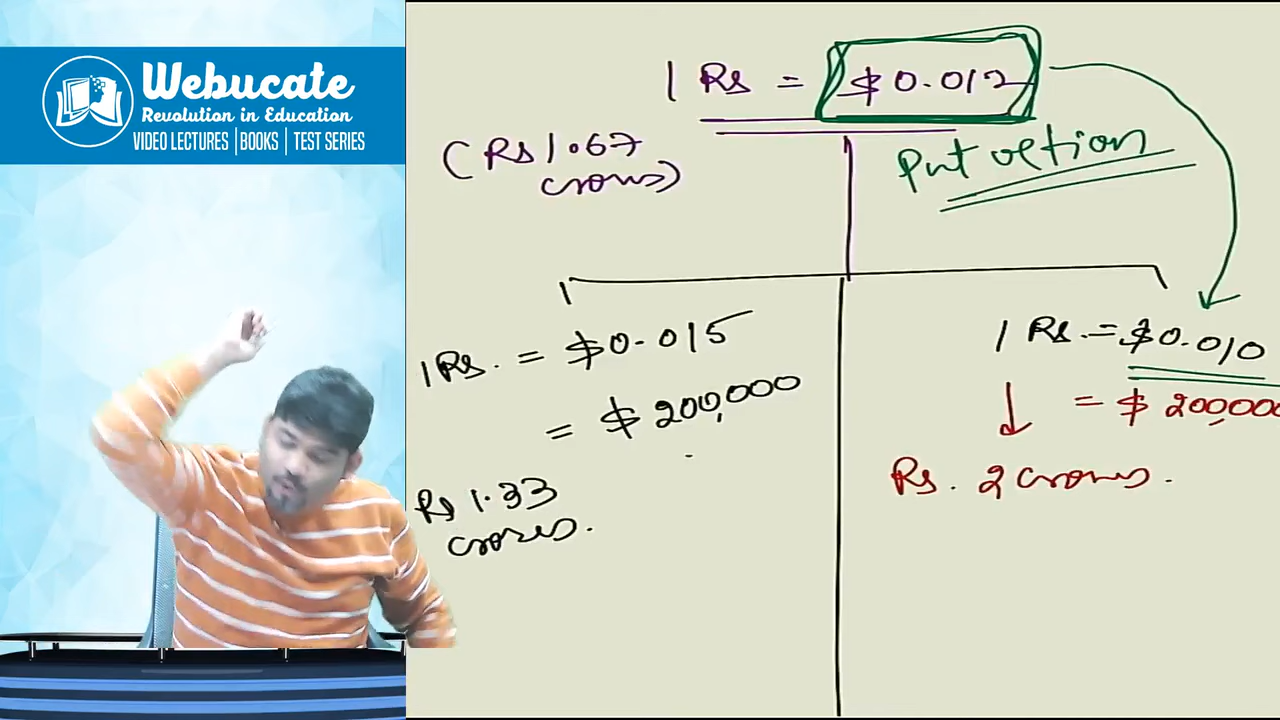 Webucate
Revolution in Education
VIDEO LECTURES | BOOKS | TEST SERIES
1 Rs = $0.012
(Rs 1.67
crores)
Put option
1 Rs. = $0.015
= $200,000
Rs 1.33
crores.
1 Rs. = $0.010
= $200,000
Rs. 2 crores.